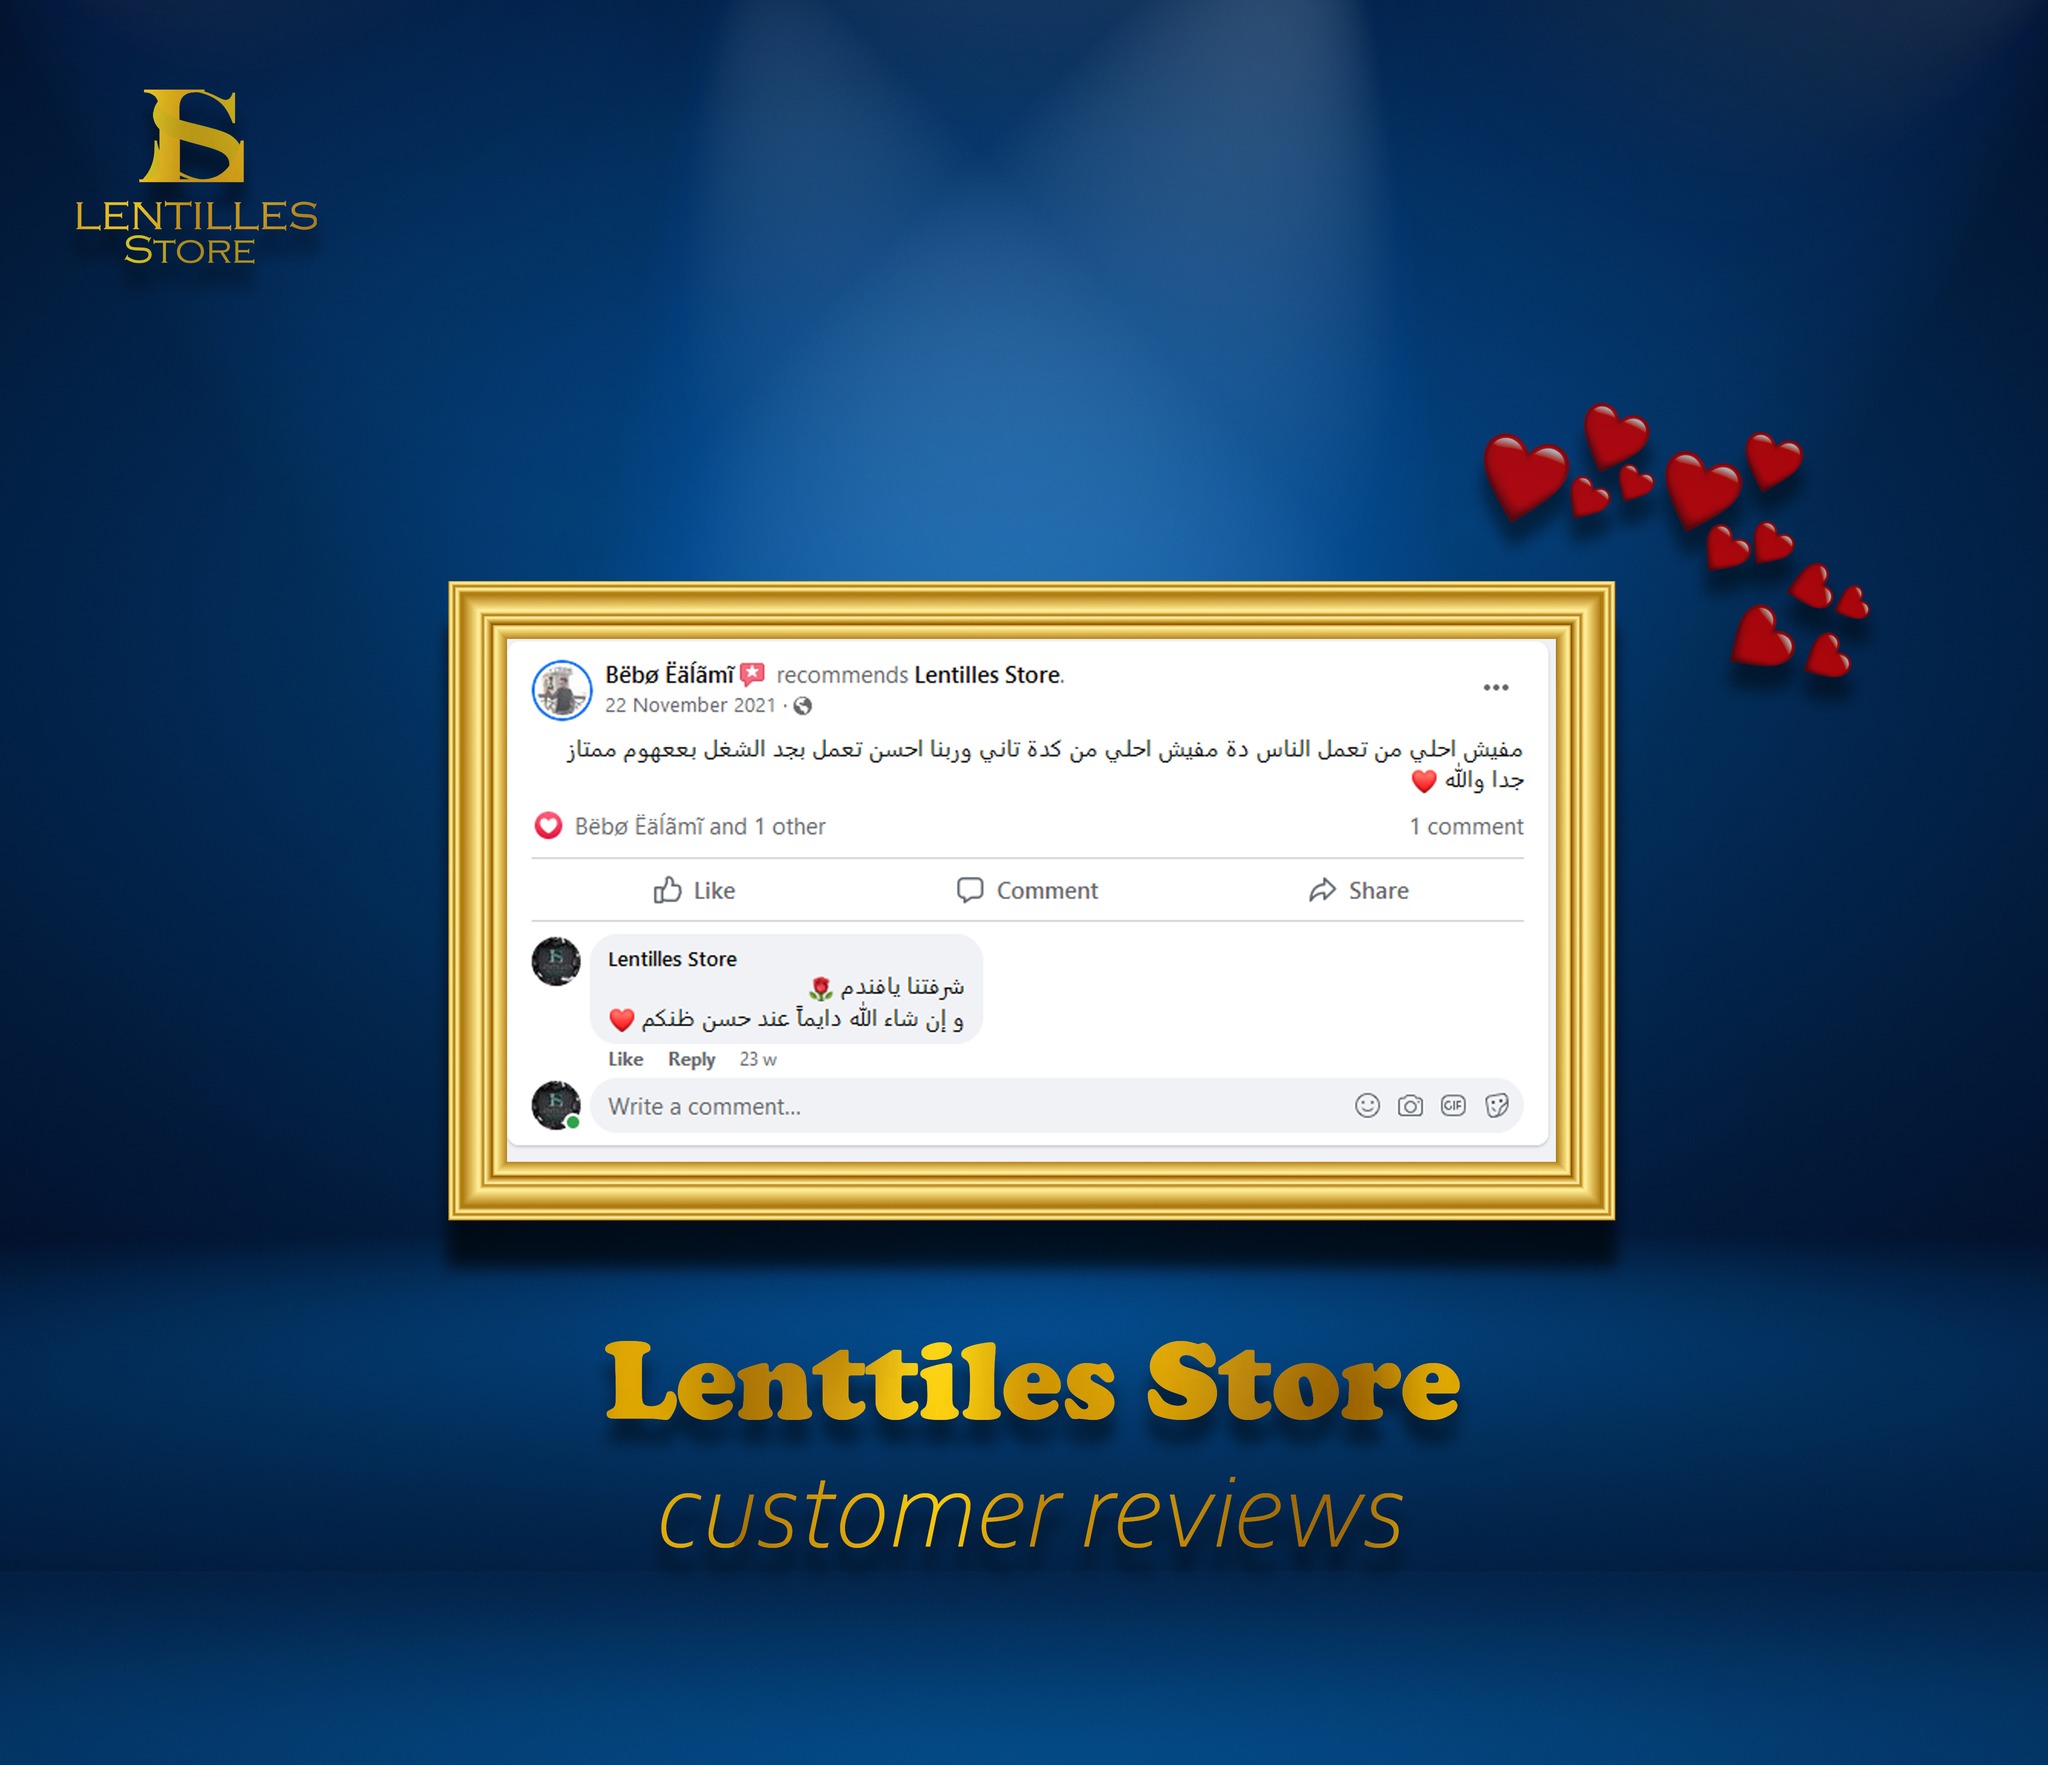 LS
LENTILLES
STORE
Bëbø Ëäĺãmĩ recommends Lentilles Store.
22 November 2021 ·
مفيش احلي من تعمل الناس دة مفيش احلي من كدة تاني وربنا احسن تعمل بجد الشغل بععهوم ممتاز
جدا والله ❤️
Bëbø Ëäĺãmĩ and 1 other
1 comment
Like
Comment
Share
Lentilles Store
شرفتنا يافندم 🌹
و إن شاء الله دايماً عند حسن ظنكم ❤️
Like Reply 23 w
Write a comment...
GIF
Lenttiles Store
customer reviews